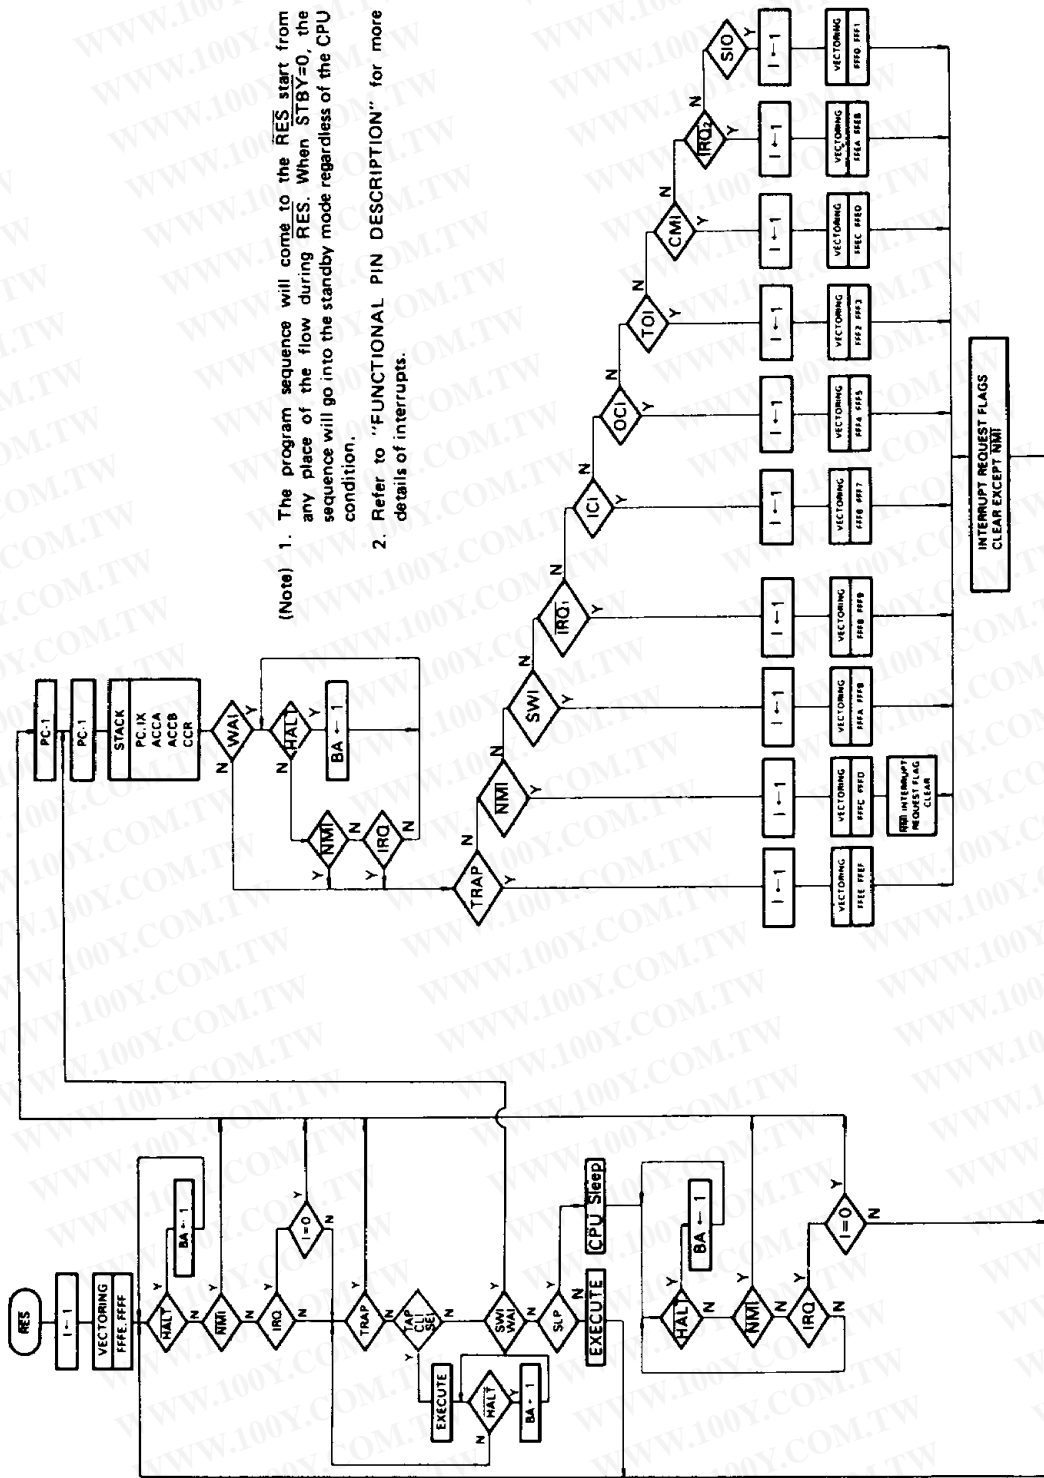 RES
I ← 1
VECTORING
FFFE, FFFF
HALT
Y
BA ← 1
N
NMI
Y
N
IRQ
Y
I=0
Y
N
N
TRAP
Y
N
TAP
CLI
SEI
Y
N
EXECUTE
HALT
Y
N
BA ← 1
SWI
WAI
Y
N
SLP
Y
N
EXECUTE
CPU Sleep
HALT
Y
N
BA ← 1
NMI
Y
N
IRQ
Y
N
I=0
Y
N
PC-1
PC-1
STACK
PC.IX
ACCA
ACCB
CCR
WAI
N
Y
HALT
N
Y
BA ← 1
NMI
Y
N
IRQ
Y
N
TRAP
N
Y
NMI
N
Y
SWI
N
Y
IRQ1
N
Y
ICI
N
Y
OCI
N
Y
TOI
N
Y
CMI
N
Y
IRQ2
N
Y
SIO
Y
I ← 1
I ← 1
I ← 1
I ← 1
I ← 1
I ← 1
I ← 1
I ← 1
I ← 1
I ← 1
VECTORING
FFEE FFEF
VECTORING
FFFC FFFD
NMI INTERRUPT
REQUEST FLAG
CLEAR
VECTORING
FFFA FFFB
VECTORING
FFF8 FFF9
VECTORING
FFF6 FFF7
VECTORING
FFF4 FFF5
VECTORING
FFF2 FFF3
VECTORING
FFEC FFED
VECTORING
FFEA FFEB
VECTORING
FFF0 FFF1
INTERRUPT REQUEST FLAGS
CLEAR EXCEPT NMI
(Note) 1. The program sequence will come to the RES start from
any place of the flow during RES. When STBY=0, the
sequence will go into the standby mode regardless of the CPU
condition.
2. Refer to "FUNCTIONAL PIN DESCRIPTION" for more
details of interrupts.
WWW.100Y.COM.TW